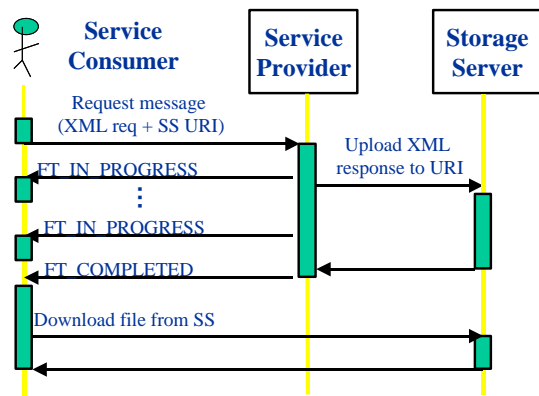 Service
Consumer
Service
Provider
Storage
Server
Request message
(XML req + SS URI)
Upload XML
response to URI
FT_IN_PROGRESS
FT_IN_PROGRESS
FT_COMPLETED
Download file from SS